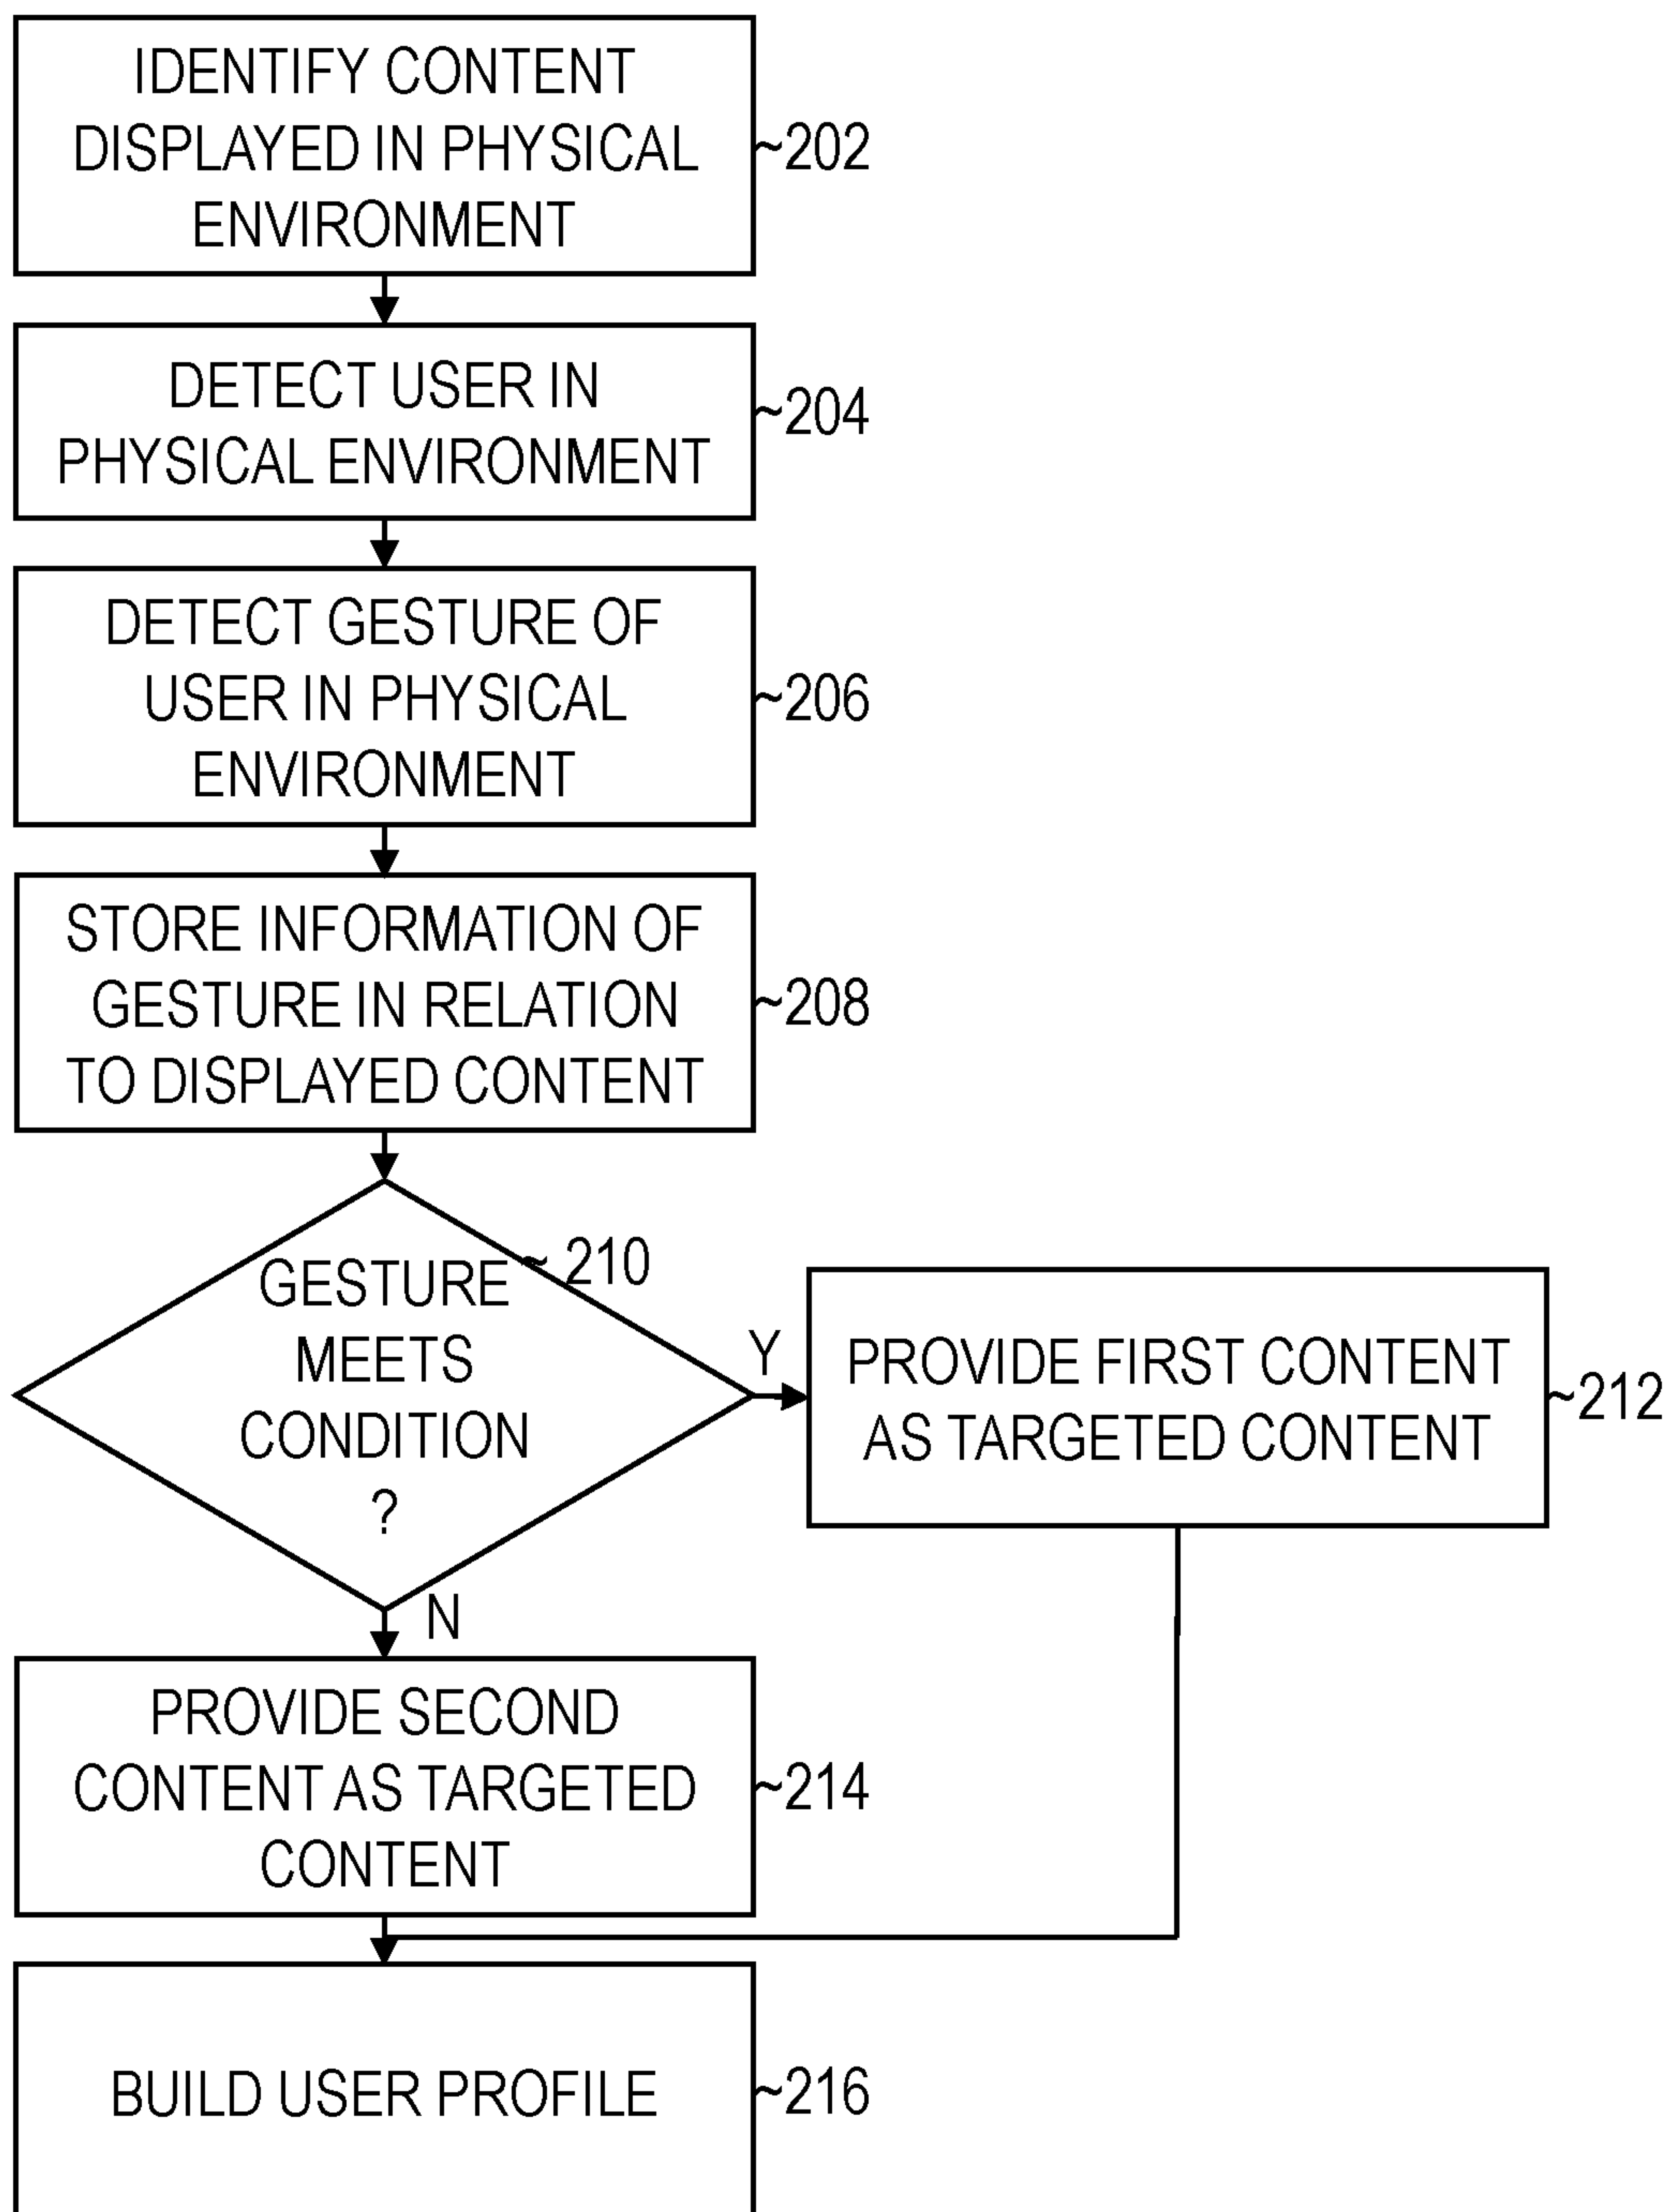 IDENTIFY CONTENT
DISPLAYED IN PHYSICAL
ENVIRONMENT
~202
DETECT USER IN
PHYSICAL ENVIRONMENT
~204
DETECT GESTURE OF
USER IN PHYSICAL
ENVIRONMENT
~206
STORE INFORMATION OF
GESTURE IN RELATION
TO DISPLAYED CONTENT
~208
GESTURE
MEETS
CONDITION
?
~210
Y
PROVIDE FIRST CONTENT
AS TARGETED CONTENT
~212
N
PROVIDE SECOND
CONTENT AS TARGETED
CONTENT
~214
BUILD USER PROFILE
~216